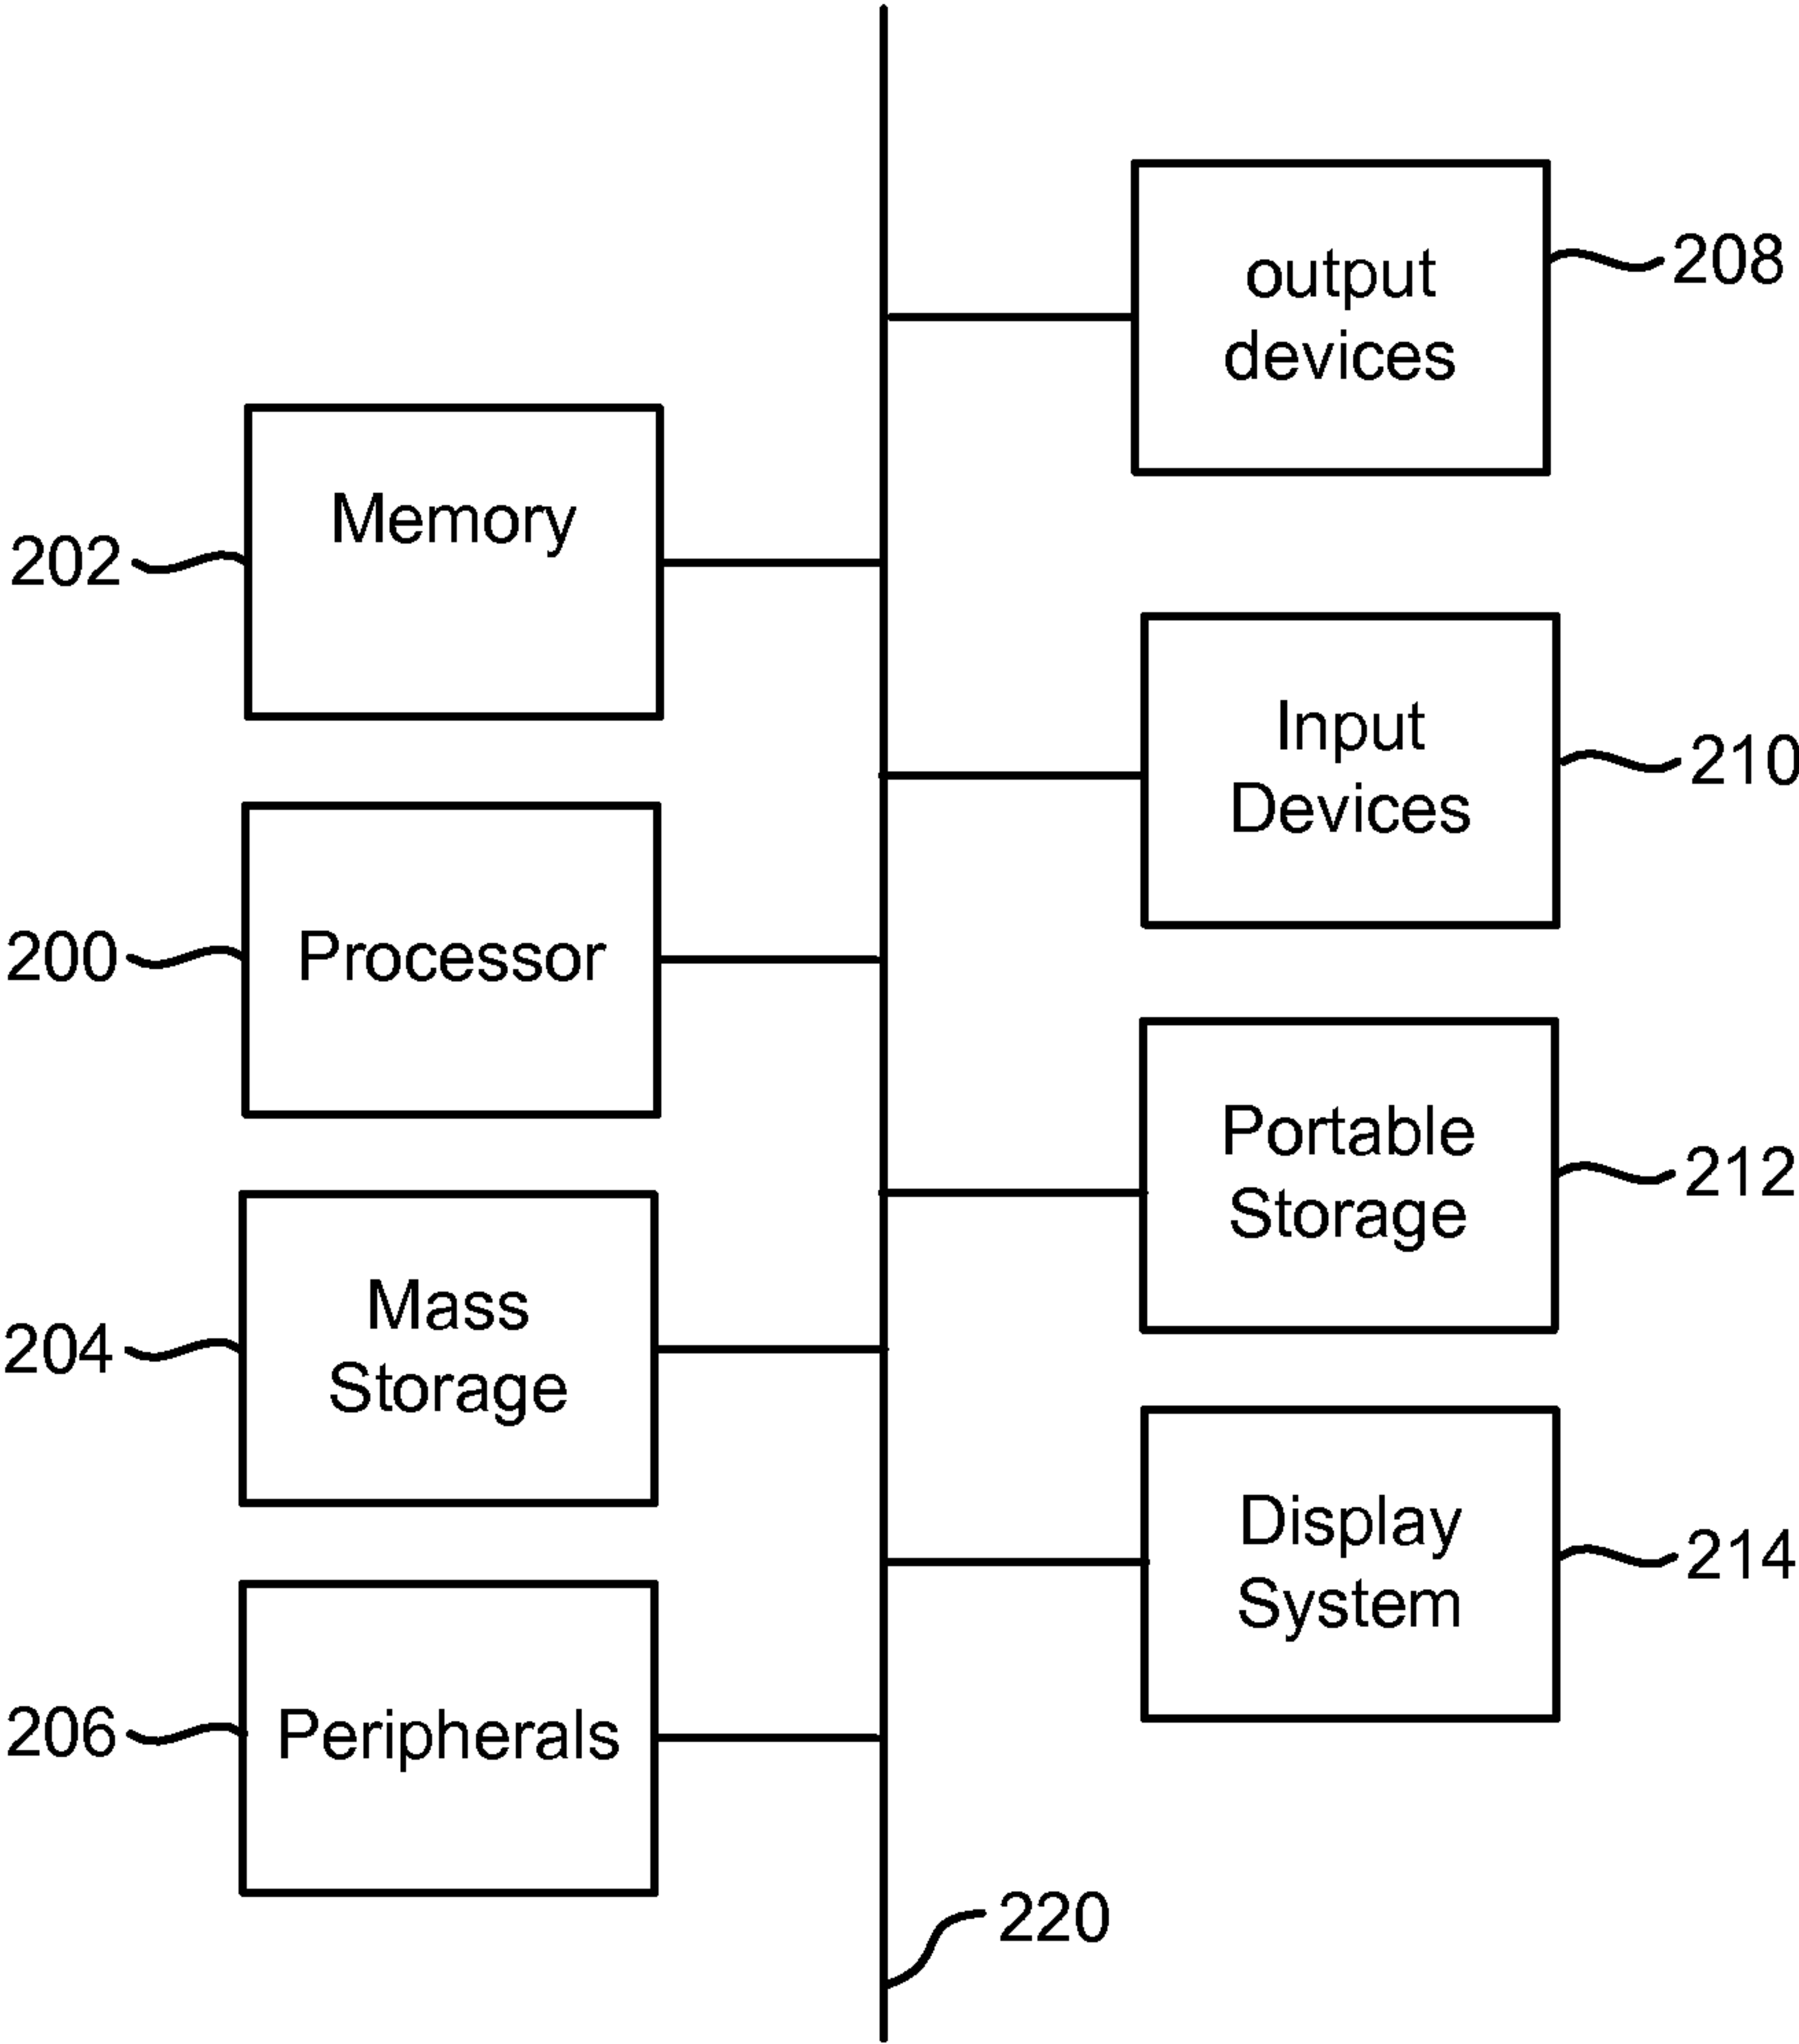 output
devices
208
Memory
202
Input
Devices
210
Processor
200
Portable
Storage
212
Mass
Storage
204
Display
System
214
Peripherals
206
220